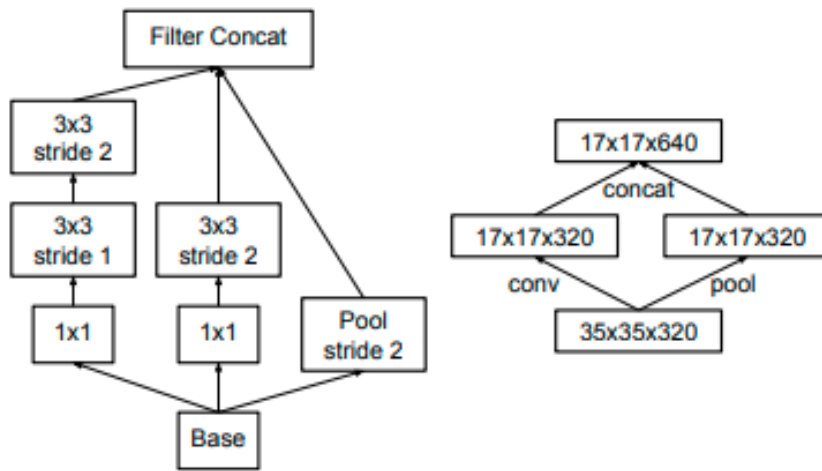 Filter Concat
3x3
stride 2
3x3
stride 1
3x3
stride 2
1x1
1x1
Pool
stride 2
Base
17x17x640
concat
17x17x320
17x17x320
conv
pool
35x35x320